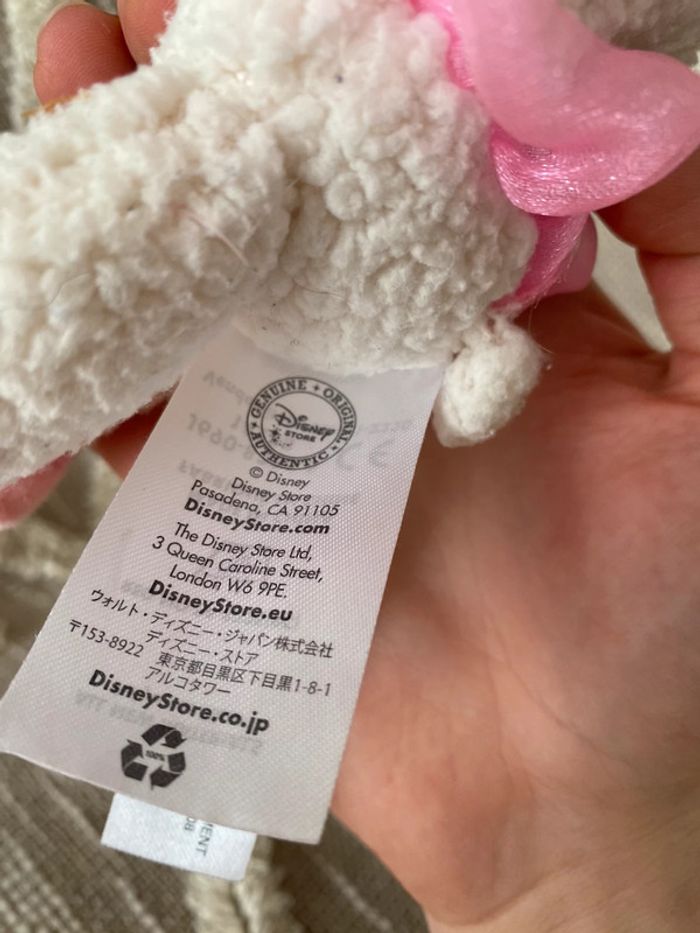 GENUINE • ORIGINAL
Disney
STORE
AUTHENTIC
© Disney
Disney Store
Pasadena, CA 91105
DisneyStore.com
The Disney Store Ltd,
3 Queen Caroline Street,
London W6 9PE.
DisneyStore.eu
ウォルト・ディズニー・ジャパン株式会社
ディズニー・ストア
〒153-8922 東京都目黒区下目黒1-8-1
アルコタワー
DisneyStore.co.jp
100%